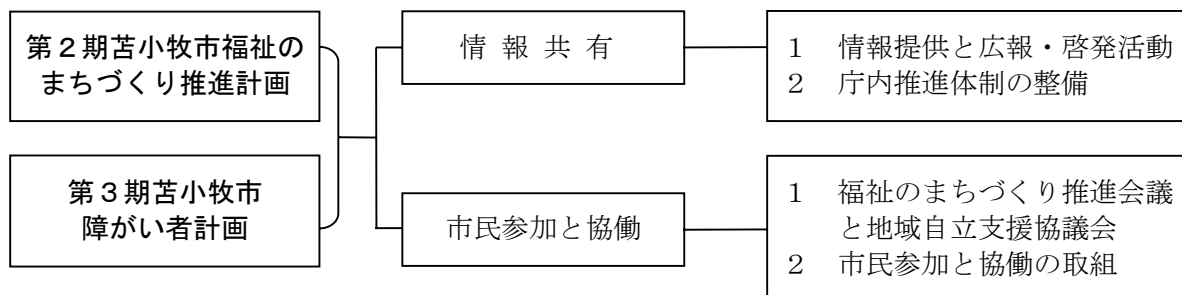 第２期苫小牧市福祉の
まちづくり推進計画
第３期苫小牧市
障がい者計画
情 報 共 有
市民参加と協働
１　情報提供と広報・啓発活動
２　庁内推進体制の整備
１　福祉のまちづくり推進会議
と地域自立支援協議会
２　市民参加と協働の取組